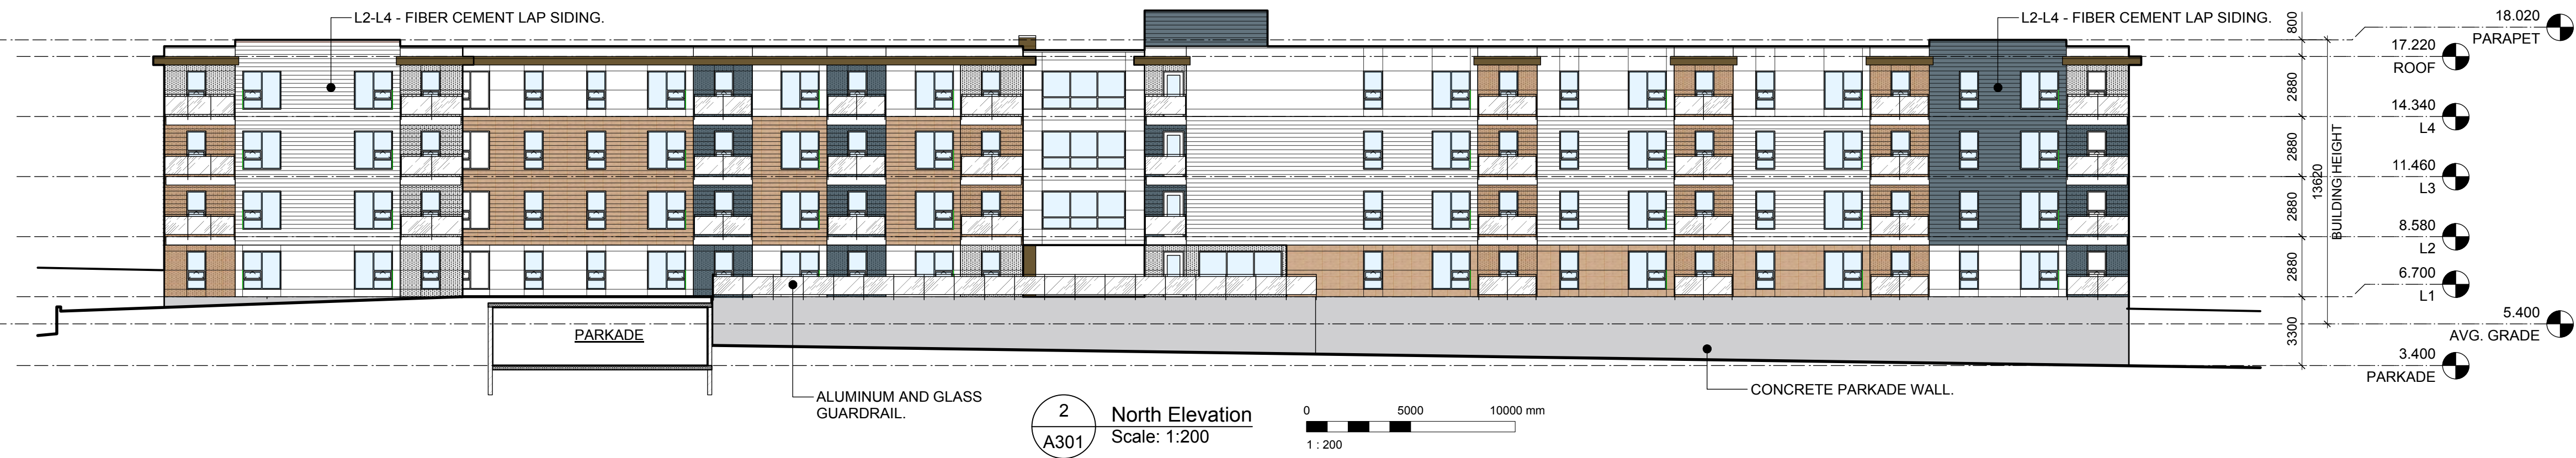 L2-L4 - FIBER CEMENT LAP SIDING.
L2-L4 - FIBER CEMENT LAP SIDING.
800
2880
2880
2880
2880
3300
13620
BUILDING HEIGHT
18.020
PARAPET
17.220
ROOF
14.340
L4
11.460
L3
8.580
L2
6.700
L1
5.400
AVG. GRADE
3.400
PARKADE
PARKADE
ALUMINUM AND GLASS
GUARDRAIL.
CONCRETE PARKADE WALL.
2
A301
North Elevation
Scale: 1:200
0 5000 10000 mm
1 : 200